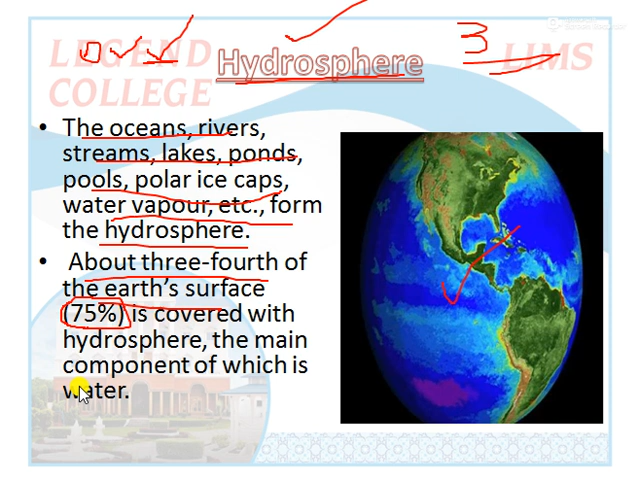 LEGEND
COLLEGE
Hydrosphere
3
LIMS
• The oceans, rivers,
streams, lakes, ponds,
pools, polar ice caps,
water vapour, etc., form
the hydrosphere.
• About three-fourth of
the earth's surface
(75%) is covered with
hydrosphere, the main
component of which is
water.